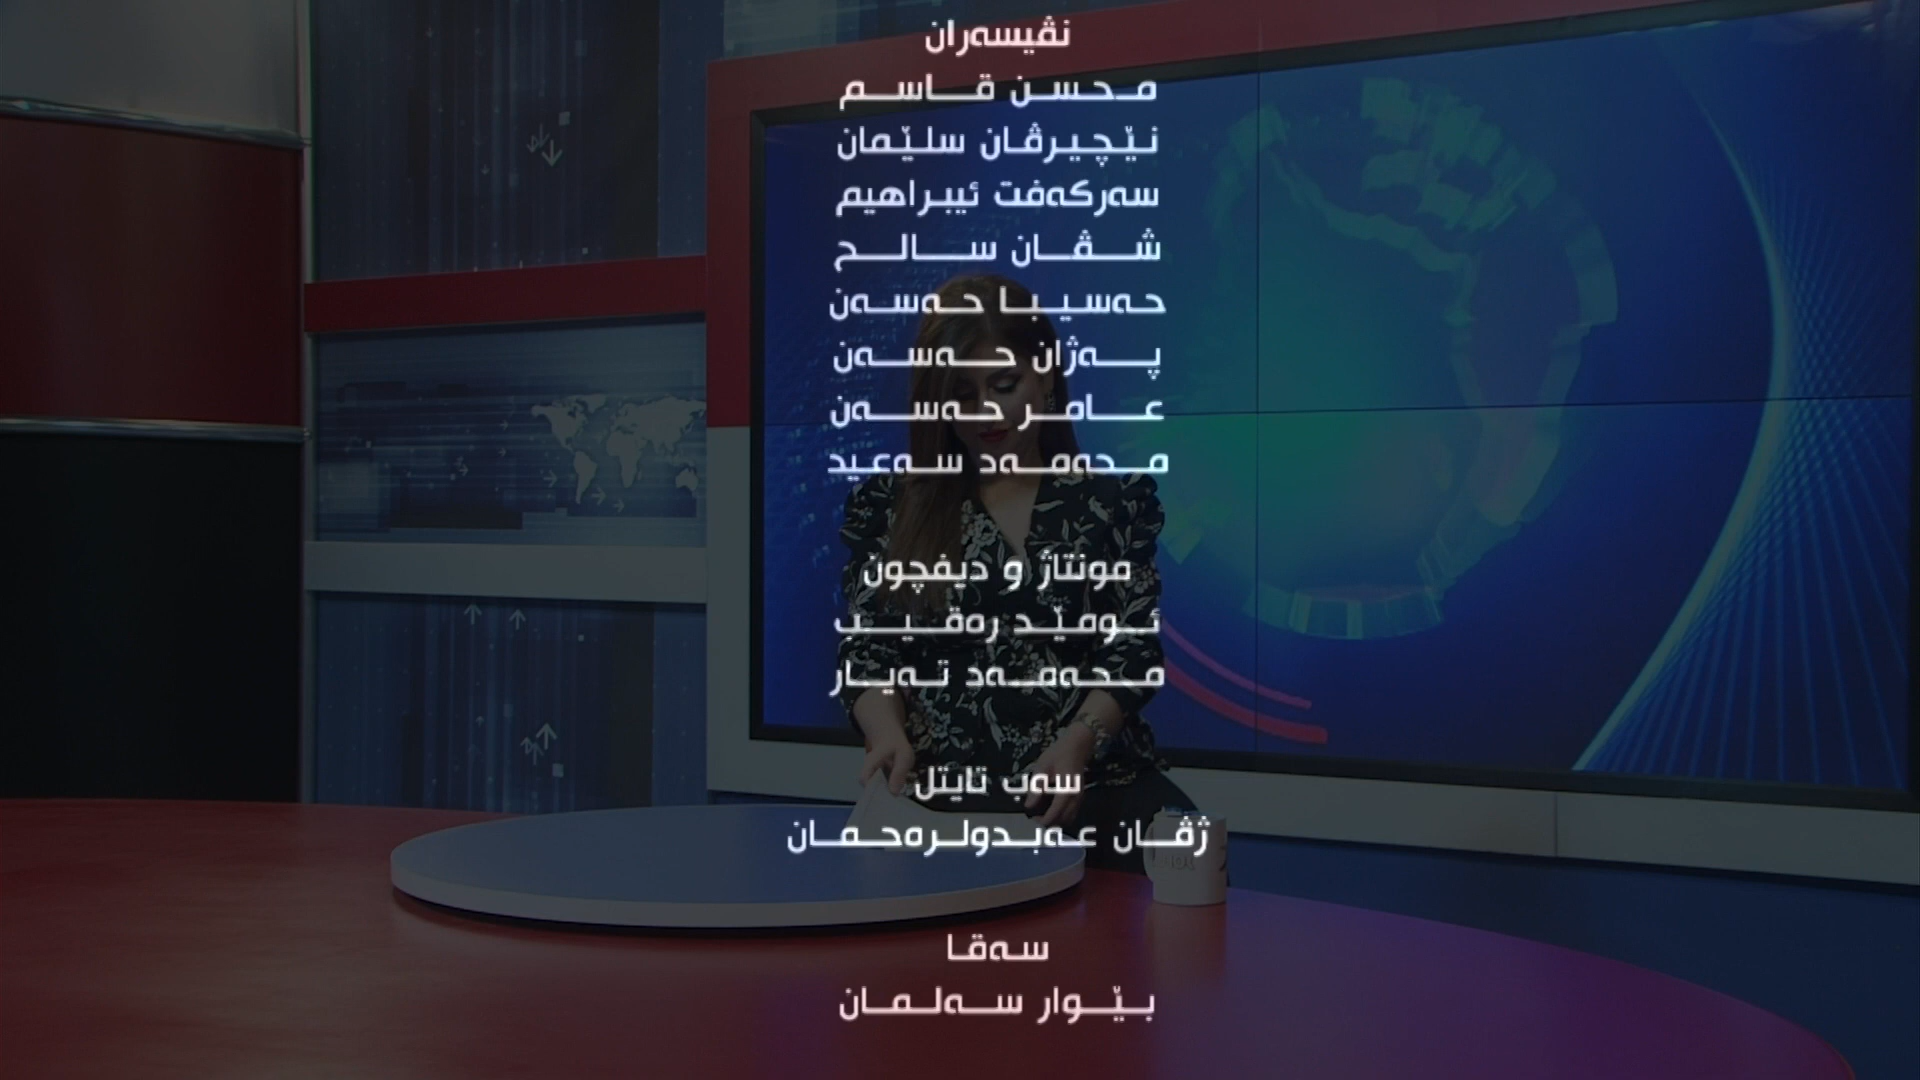 نڤیسەران
محسن قاسم
نێچیرڤان سلێمان
سەرکەفت ئیبراهیم
شڤان سالح
حەسیبا حەسەن
پەژان حەسەن
عامر حەسەن
محەمەد سەعید
مونتاژ و دیفچون
ئومێد رەقیب
محەمەد تەیار
سەب تایتل
ژڤان عەبدولرەحمان
سەقا
بێوار سەلمان